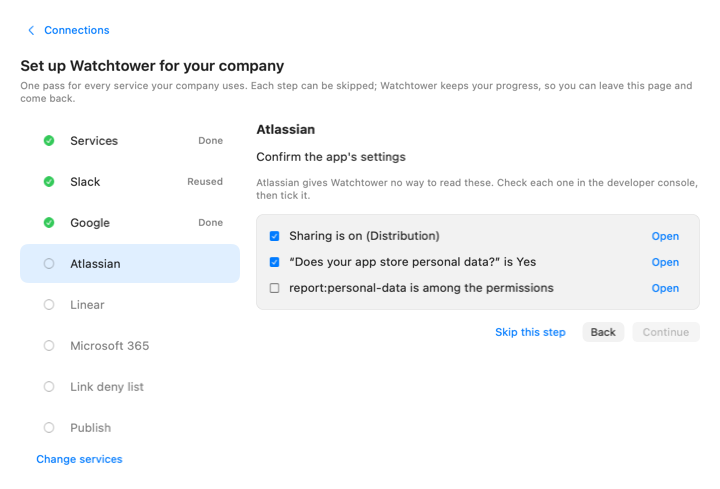 Connections
Set up Watchtower for your company
One pass for every service your company uses. Each step can be skipped; Watchtower keeps your progress, so you can leave this page and
come back.
Services
Done
Slack
Reused
Google
Done
Atlassian
Linear
Microsoft 365
Link deny list
Publish
Change services
Atlassian
Confirm the app's settings
Atlassian gives Watchtower no way to read these. Check each one in the developer console,
then tick it.
Sharing is on (Distribution)
Open
“Does your app store personal data?” is Yes
Open
report:personal-data is among the permissions
Open
Skip this step
Back
Continue